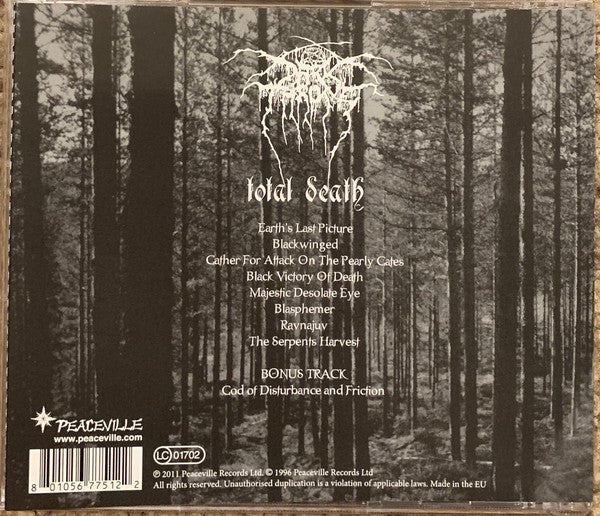 DARK
THRONE
total death
Earth's Last Picture
Blackwinged
Gather For Attack On The Pearly Gates
Black Victory Of Death
Majestic Desolate Eye
Blasphemer
Ravnajuv
The Serpents Harvest
BONUS TRACK
God of Disturbance and Friction
PEACEVILLE
www.peaceville.com
LC 01702
8 01056 77512 2
℗ 2011 Peaceville Records Ltd. © 1996 Peaceville Records Ltd
All rights reserved. Unauthorised duplication is a violation of applicable laws. Made in the EU